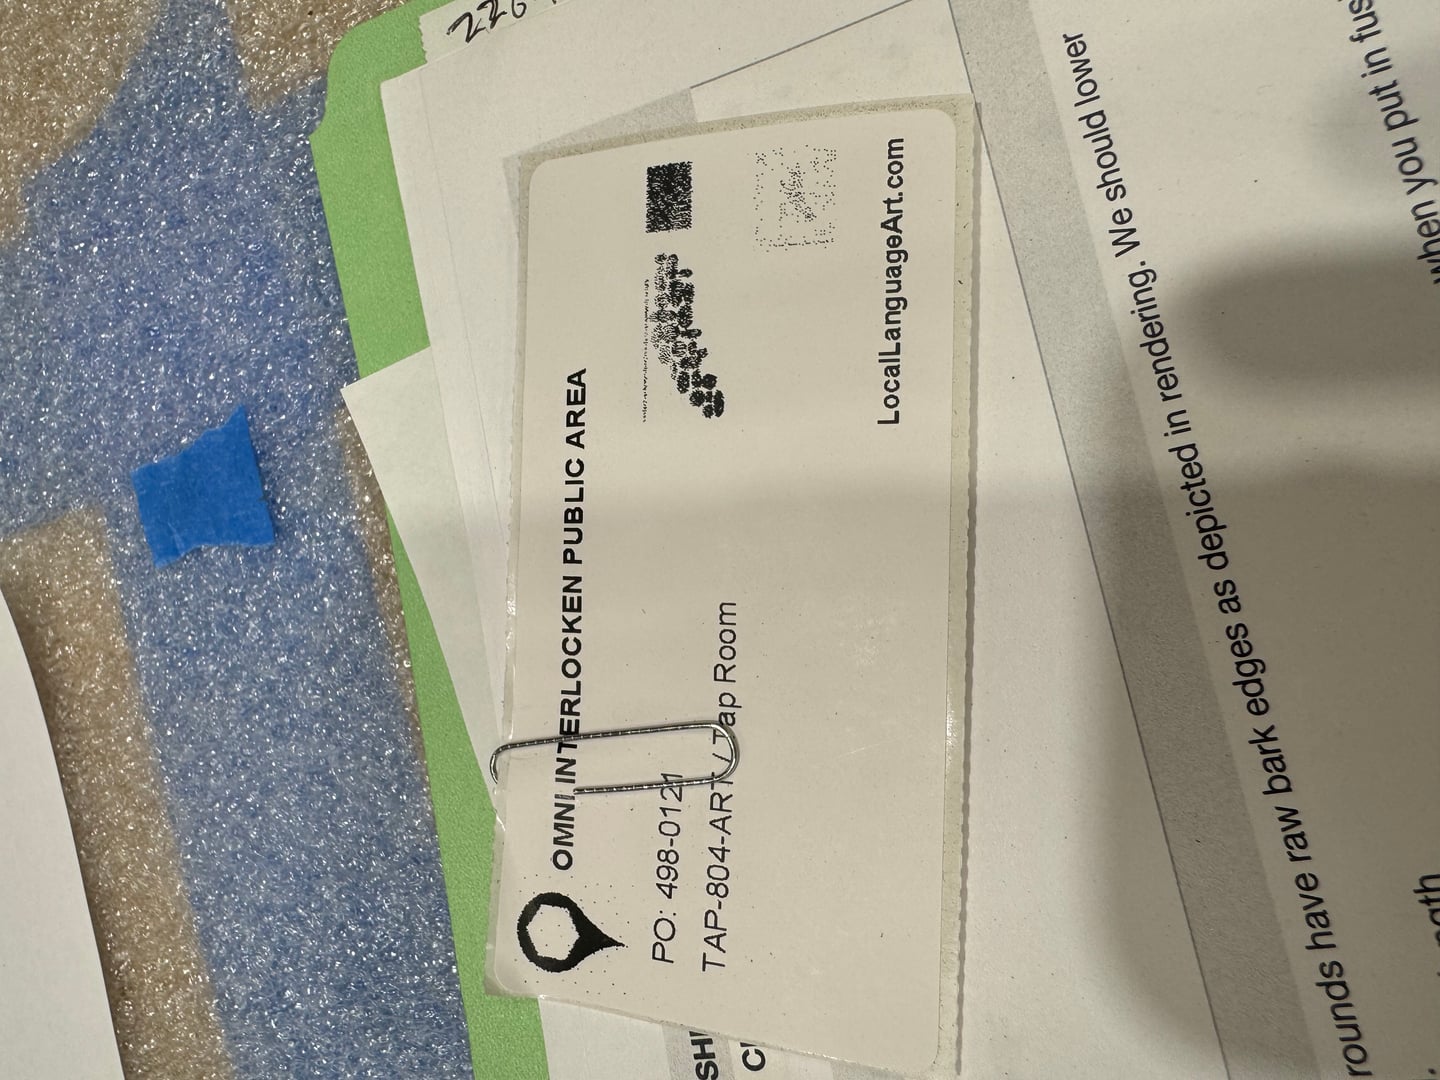 OMNI INTERLOCKEN PUBLIC AREA
PO: 498-0121
TAP-804-ART / Tap Room
LocalLanguageArt.com
rounds have raw bark edges as depicted in rendering. We should lower
when you put in